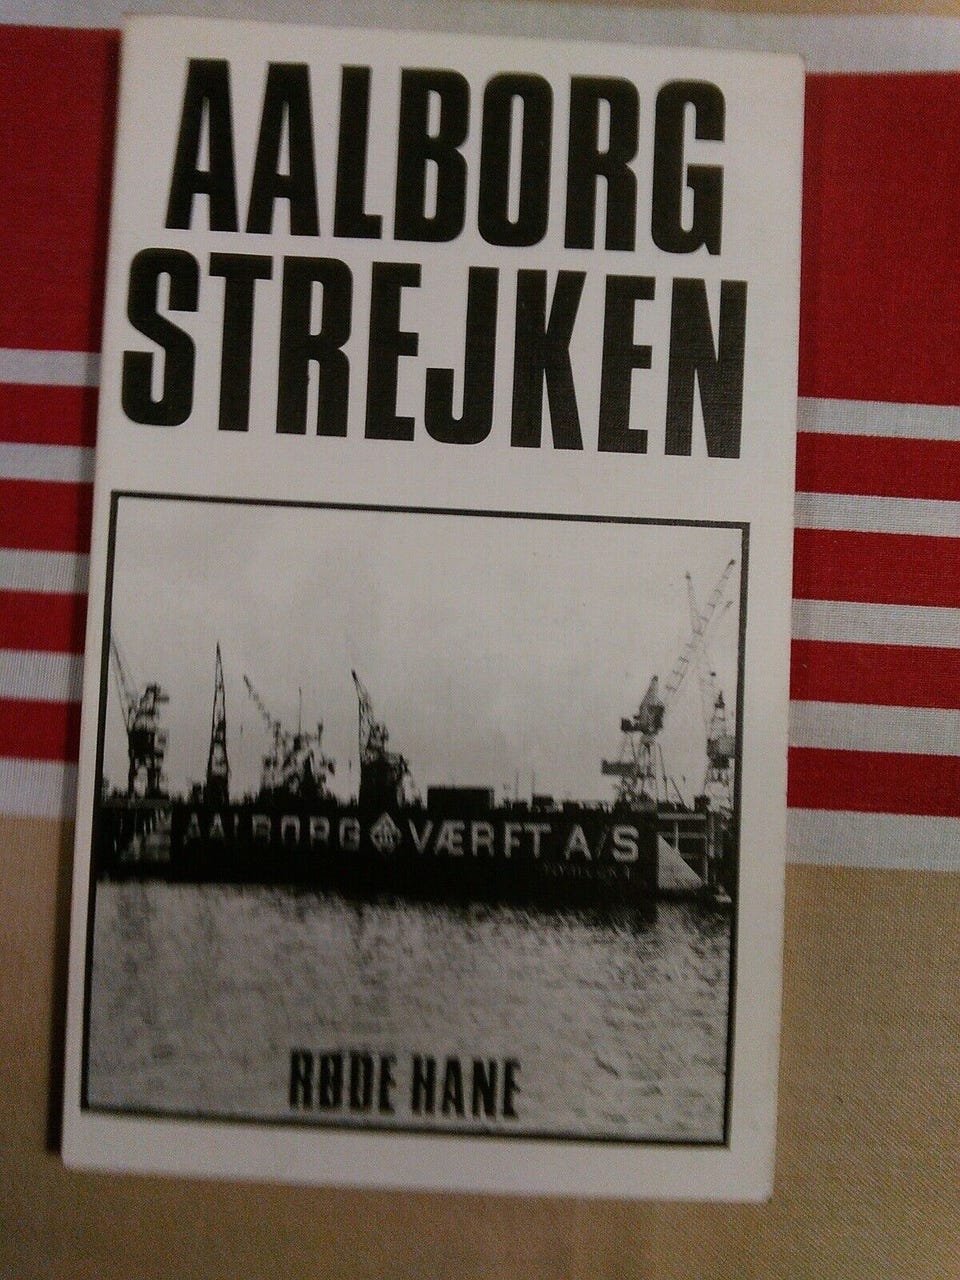 AALBORG
STREJKEN
AALBORG VÆRFT A/S
RØDE HANE